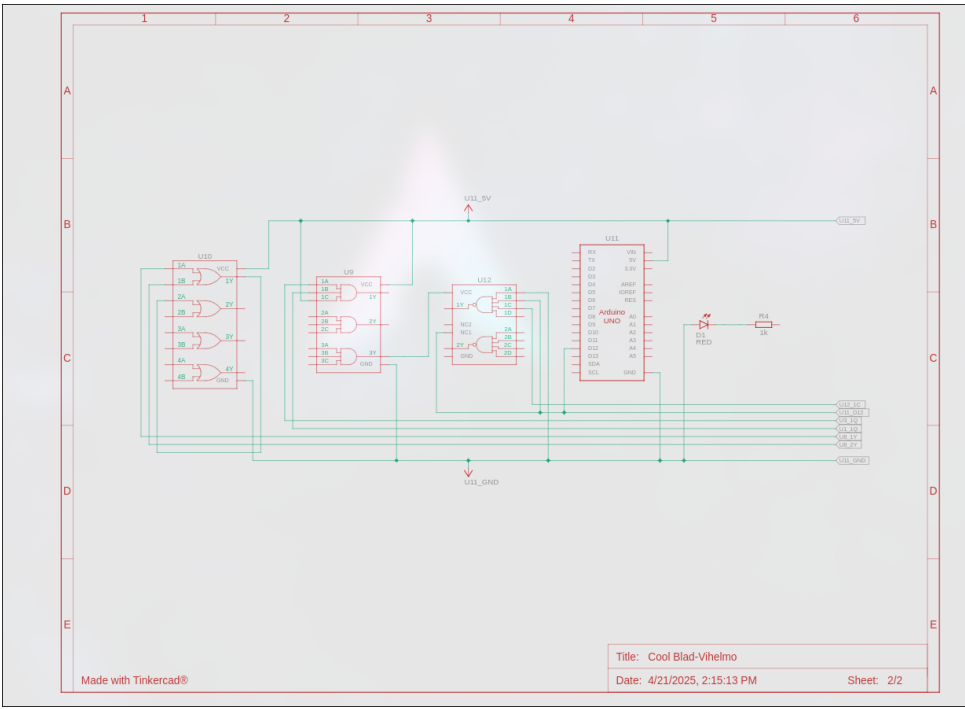 1 2 3 4 5 6
A A
B B
C C
D D
E E
U11_5V
U11_5V
U10
1A
1B
2A
2B
3A
3B
4A
4B
VCC
1Y
2Y
3Y
4Y
GND
U9
1A
1B
1C
2A
2B
2C
3A
3B
3C
VCC
1Y
2Y
3Y
GND
U12
VCC
1Y
NC2
NC1
2Y
GND
1A
1B
1C
1D
2A
2B
2C
2D
U11
RX
TX
D2
D3
D4
D5
D6
D7
D8
D9
D10
D11
D12
D13
SDA
SCL
Arduino
UNO
VIN
5V
3.3V
AREF
IOREF
RES
A0
A1
A2
A3
A4
A5
GND
D1
RED
R4
1k
U12_1C
U11_D12
U1_1Q
U6_1Y
U6_2Y
U11_GND
U11_GND
Title: Cool Blad-Vihelmo
Date: 4/21/2025, 2:15:13 PM Sheet: 2/2
Made with Tinkercad®